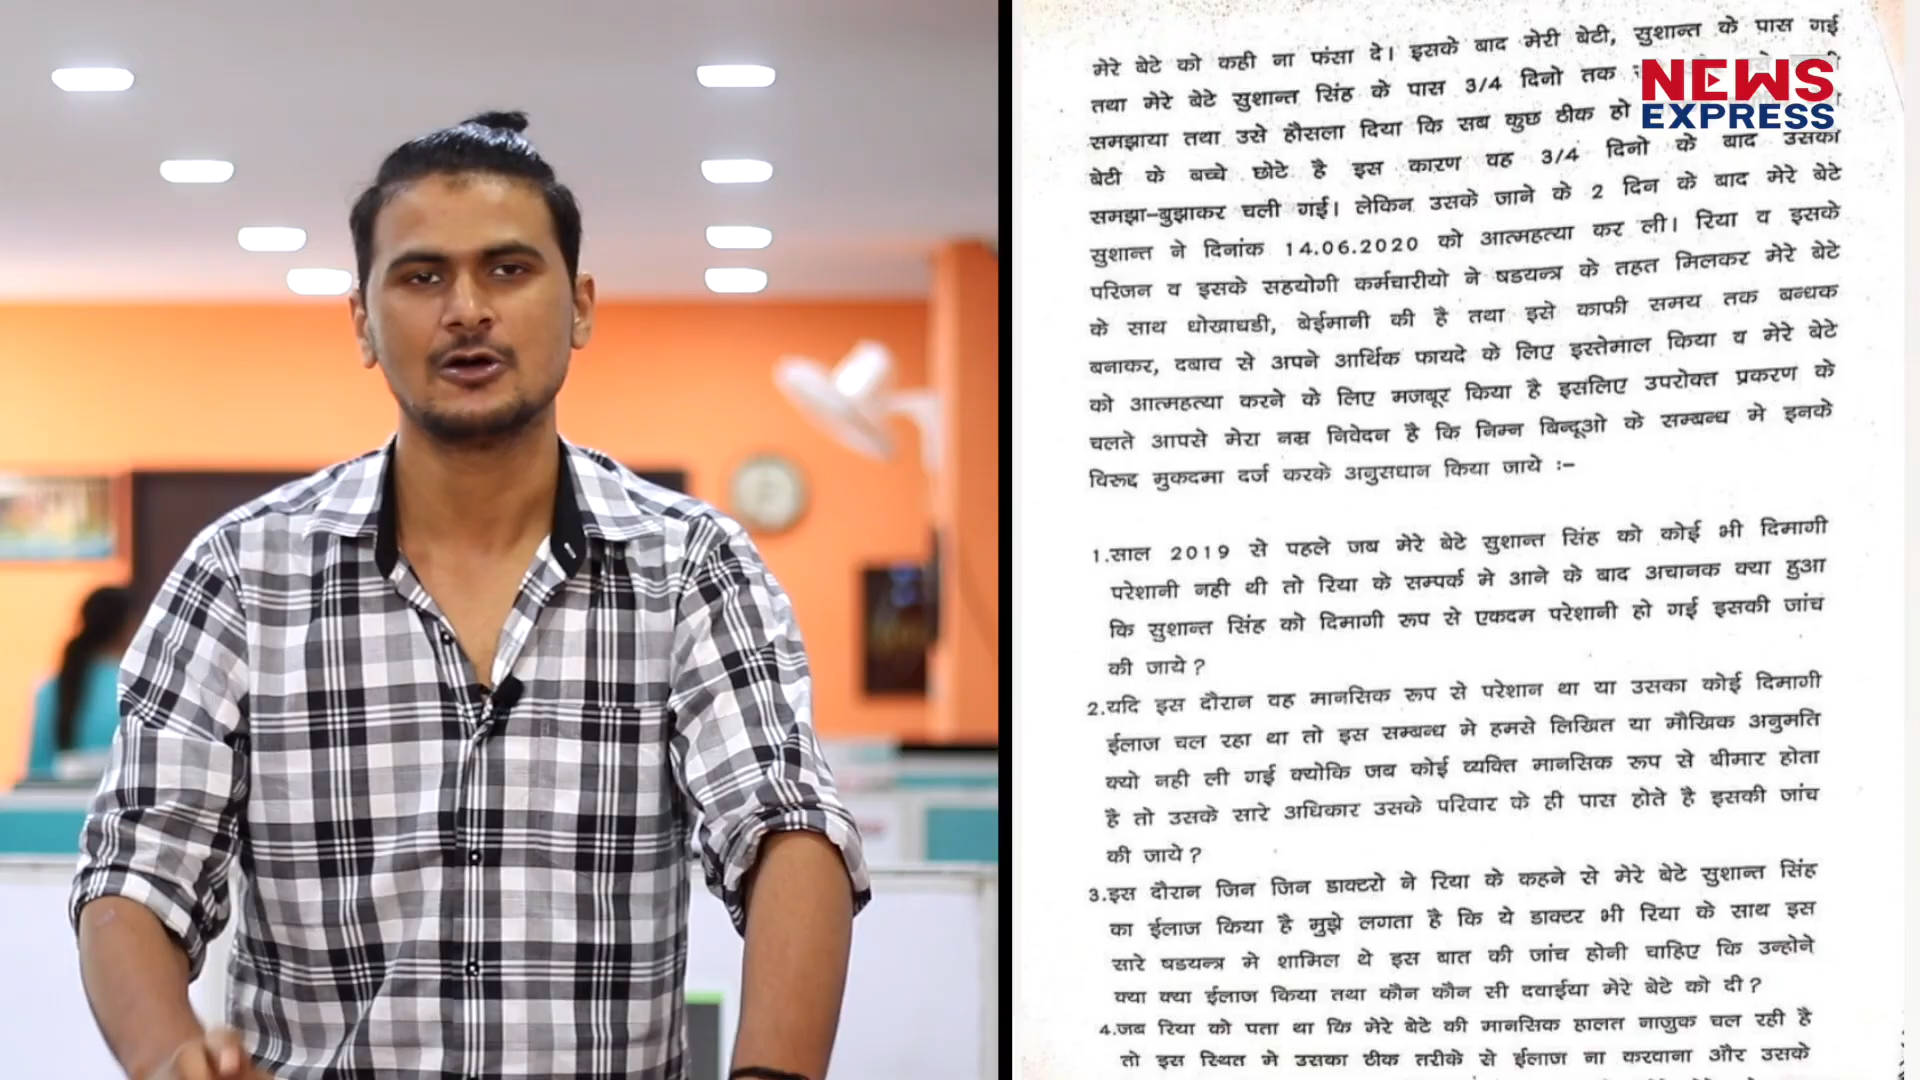 मेरे बेटे को कही ना फंसा दे। इसके बाद मेरी बेटी, सुशान्त के पास गई
तथा मेरे बेटे सुशान्त सिंह के पास 3/4 दिनो तक
समझाया तथा उसे हौसला दिया कि सब कुछ ठीक हो
बेटी के बच्चे छोटे है इस कारण वह 3/4 दिनो के बाद उसको
समझा-बुझाकर चली गई। लेकिन उसके जाने के 2 दिन के बाद मेरे बेटे
सुशान्त ने दिनांक 14.06.2020 को आत्महत्या कर ली। रिया व इसके
परिजन व इसके सहयोगी कर्मचारीयो ने षडयन्त्र के तहत मिलकर मेरे बेटे
के साथ धोखाधडी, बेईमानी की है तथा इसे काफी समय तक बन्धक
बनाकर, दबाव से अपने आर्थिक फायदे के लिए इस्तेमाल किया व मेरे बेटे
को आत्महत्या करने के लिए मजबूर किया है इसलिए उपरोक्त प्रकरण के
चलते आपसे मेरा नम्र निवेदन है कि निम्न बिन्दूओ के सम्बन्ध मे इनके
विरूद्द मुकदमा दर्ज करके अनुसधान किया जाये :-
1.साल 2019 से पहले जब मेरे बेटे सुशान्त सिंह को कोई भी दिमागी
परेशानी नही थी तो रिया के सम्पर्क मे आने के बाद अचानक क्या हुआ
कि सुशान्त सिंह को दिमागी रूप से एकदम परेशानी हो गई इसकी जांच
की जाये ?
2.यदि इस दौरान वह मानसिक रूप से परेशान था या उसका कोई दिमागी
ईलाज चल रहा था तो इस सम्बन्ध मे हमसे लिखित या मौखिक अनुमति
क्यो नही ली गई क्योकि जब कोई व्यक्ति मानसिक रूप से बीमार होता
है तो उसके सारे अधिकार उसके परिवार के ही पास होते है इसकी जांच
की जाये ?
3.इस दौरान जिन जिन डाक्टरो ने रिया के कहने से मेरे बेटे सुशान्त सिंह
का ईलाज किया है मुझे लगता है कि ये डाक्टर भी रिया के साथ इस
सारे षडयन्त्र मे शामिल थे इस बात की जांच होनी चाहिए कि उन्होने
क्या क्या ईलाज किया तथा कौन कौन सी दवाईया मेरे बेटे को दी ?
4.जब रिया को पता था कि मेरे बेटे की मानसिक हालत नाजुक चल रही है
तो इस स्थित मे उसका ठीक तरीके से ईलाज ना करवाना और उसके
NEWS
EXPRESS